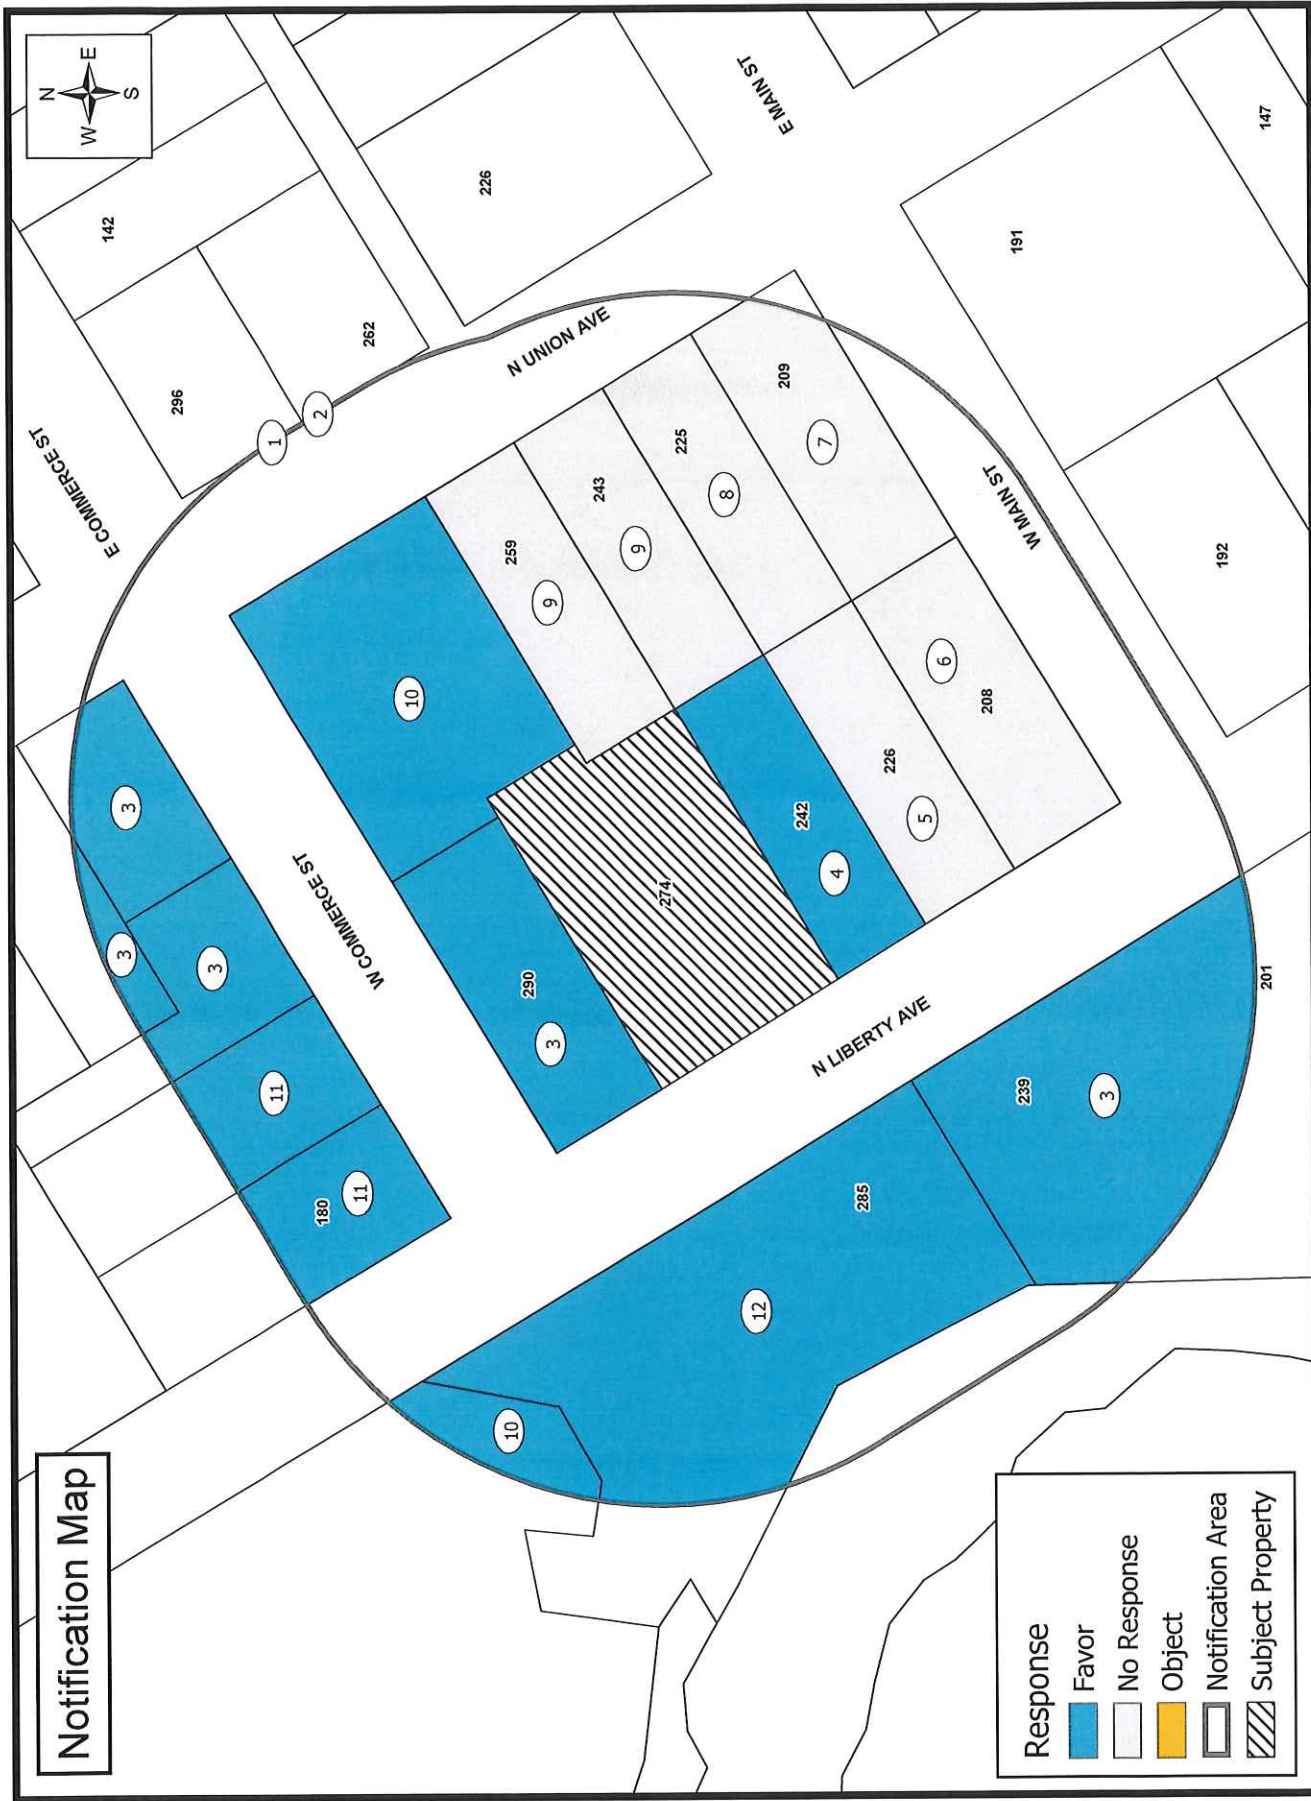 Notification Map
N
W
E
S
142
296
262
226
E COMMERCE ST
E MAIN ST
1
2
N UNION AVE
191
147
192
209
7
225
8
243
9
259
9
10
W MAIN ST
6
208
226
5
242
4
274
290
3
W COMMERCE ST
3
3
3
11
180
11
N LIBERTY AVE
201
239
3
285
12
10
Response
Favor
No Response
Object
Notification Area
Subject Property